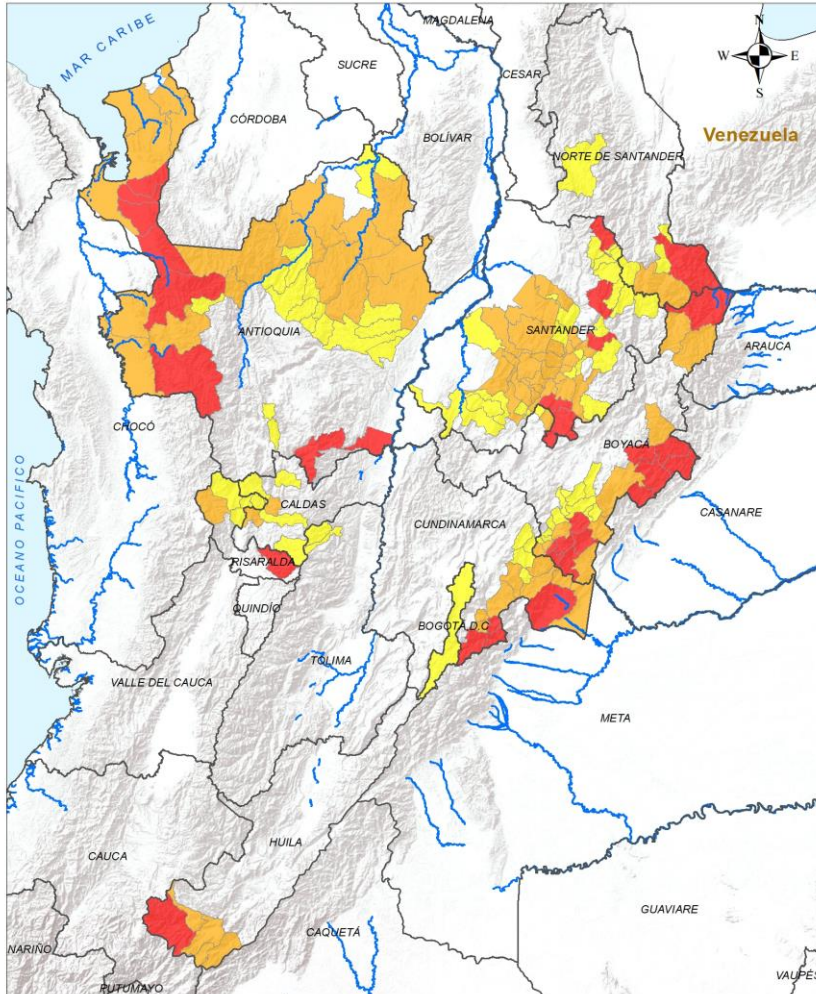 MAGDALENA
N
MAR CARIBE
SUCRE
W
E
CESAR
S
CÓRDOBA
BOLÍVAR
Venezuela
NORTE DE SANTANDER
ANTIOQUIA
SANTANDER
ARAUCA
CHOCÓ
BOYACÁ
OCEANO PACIFICO
CALDAS
CUNDINAMARCA
CASANARE
RISARALDA
QUINDÍO
BOGOTÁ, D.C
TOLIMA
VALLE DEL CAUCA
META
HUILA
CAUCA
GUAVIARE
CAQUETÁ
NARIÑO
PUTUMAYO
VAUPÉS